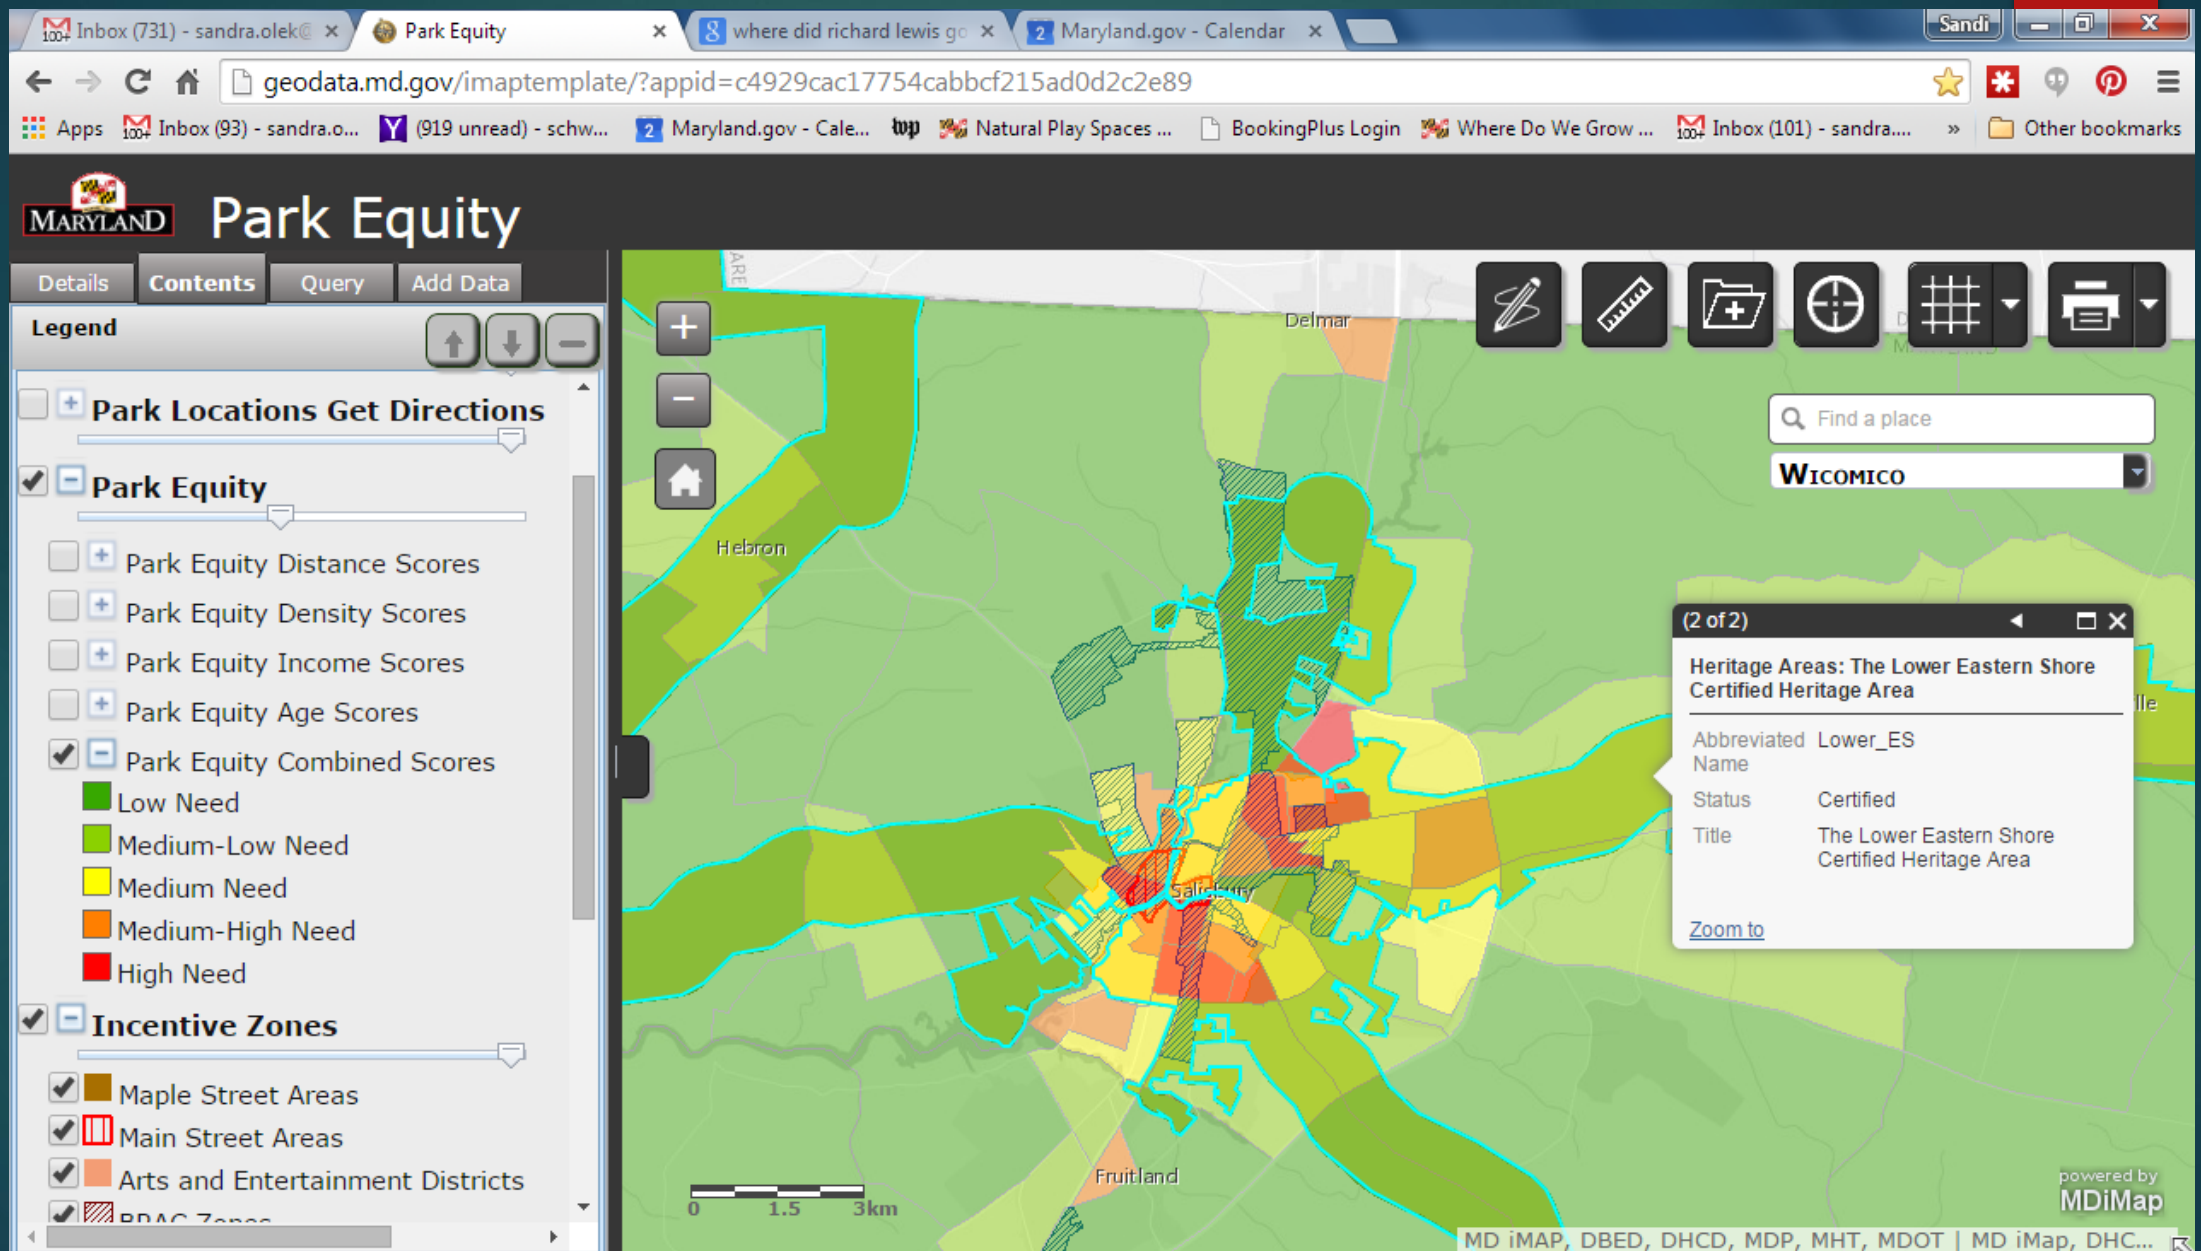 Inbox (731) - sandra.olek@
Park Equity
where did richard lewis go
Maryland.gov - Calendar
Sandi
geodata.md.gov/imaptemplate/?appid=c4929cac17754cabbcf215ad0d2c2e89
Apps
Inbox (93) - sandra.o...
(919 unread) - schw...
Maryland.gov - Cale...
wp
Natural Play Spaces ...
BookingPlus Login
Where Do We Grow ...
Inbox (101) - sandra....
»
Other bookmarks
MARYLAND
Park Equity
Details
Contents
Query
Add Data
Legend
Park Locations Get Directions
Park Equity
Park Equity Distance Scores
Park Equity Density Scores
Park Equity Income Scores
Park Equity Age Scores
Park Equity Combined Scores
Low Need
Medium-Low Need
Medium Need
Medium-High Need
High Need
Incentive Zones
Maple Street Areas
Main Street Areas
Arts and Entertainment Districts
BRAC Zones
ARE
Delmar
Find a place
WICOMICO
Hebron
Salisbury
Fruitland
lle
(2 of 2)
Heritage Areas: The Lower Eastern Shore
Certified Heritage Area
Abbreviated Name Lower_ES
Status Certified
Title The Lower Eastern Shore
Certified Heritage Area
Zoom to
0 1.5 3km
powered by
MDiMap
MD iMAP, DBED, DHCD, MDP, MHT, MDOT | MD iMap, DHC...